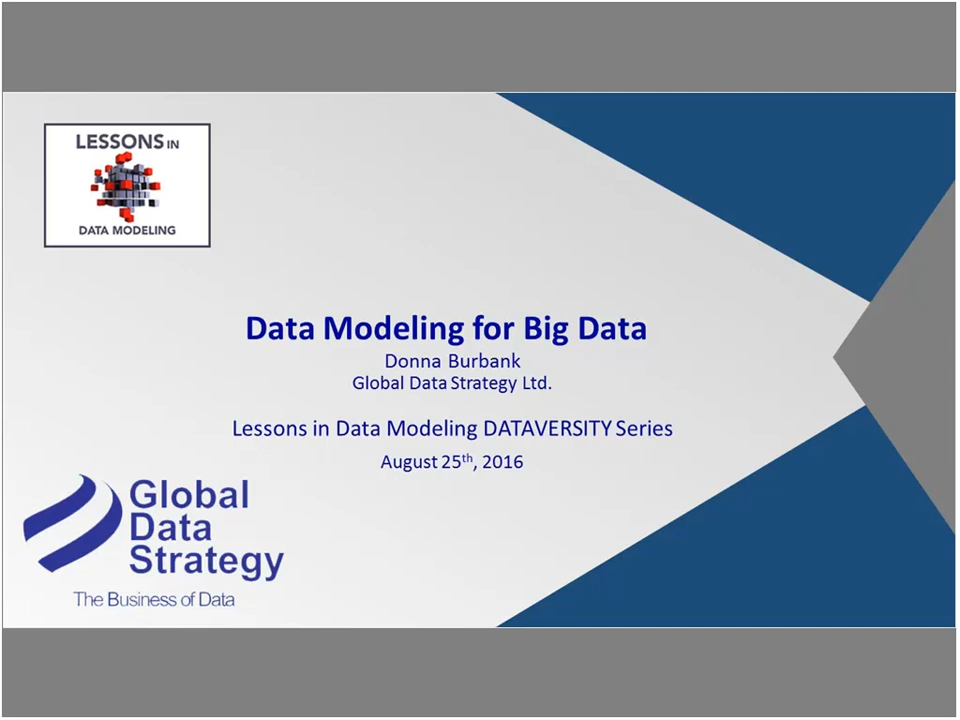 LESSONS IN
DATA MODELING
Data Modeling for Big Data
Donna Burbank
Global Data Strategy Ltd.
Lessons in Data Modeling DATAVERSITY Series
August 25th, 2016
Global
Data
Strategy
The Business of Data